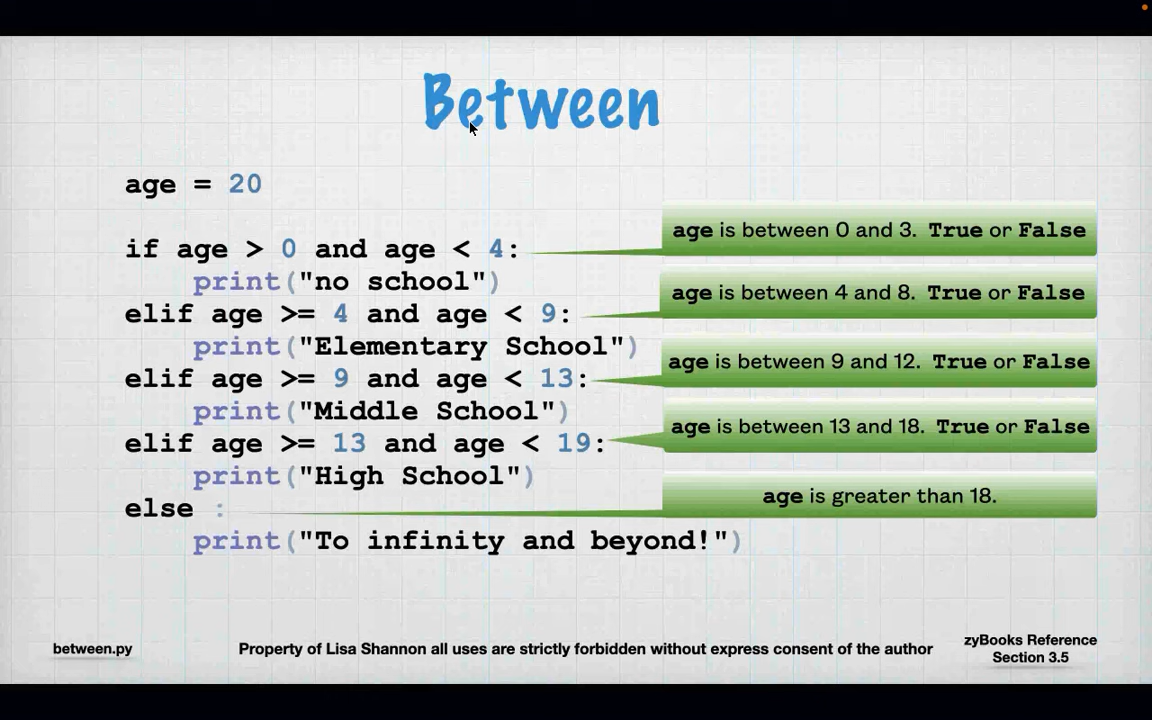 Between
age = 20
if age > 0 and age < 4:
    print("no school")
elif age >= 4 and age < 9:
    print("Elementary School")
elif age >= 9 and age < 13:
    print("Middle School")
elif age >= 13 and age < 19:
    print("High School")
else :
    print("To infinity and beyond!")
age is between 0 and 3. True or False
age is between 4 and 8. True or False
age is between 9 and 12. True or False
age is between 13 and 18. True or False
age is greater than 18.
between.py
Property of Lisa Shannon all uses are strictly forbidden without express consent of the author
zyBooks Reference
Section 3.5